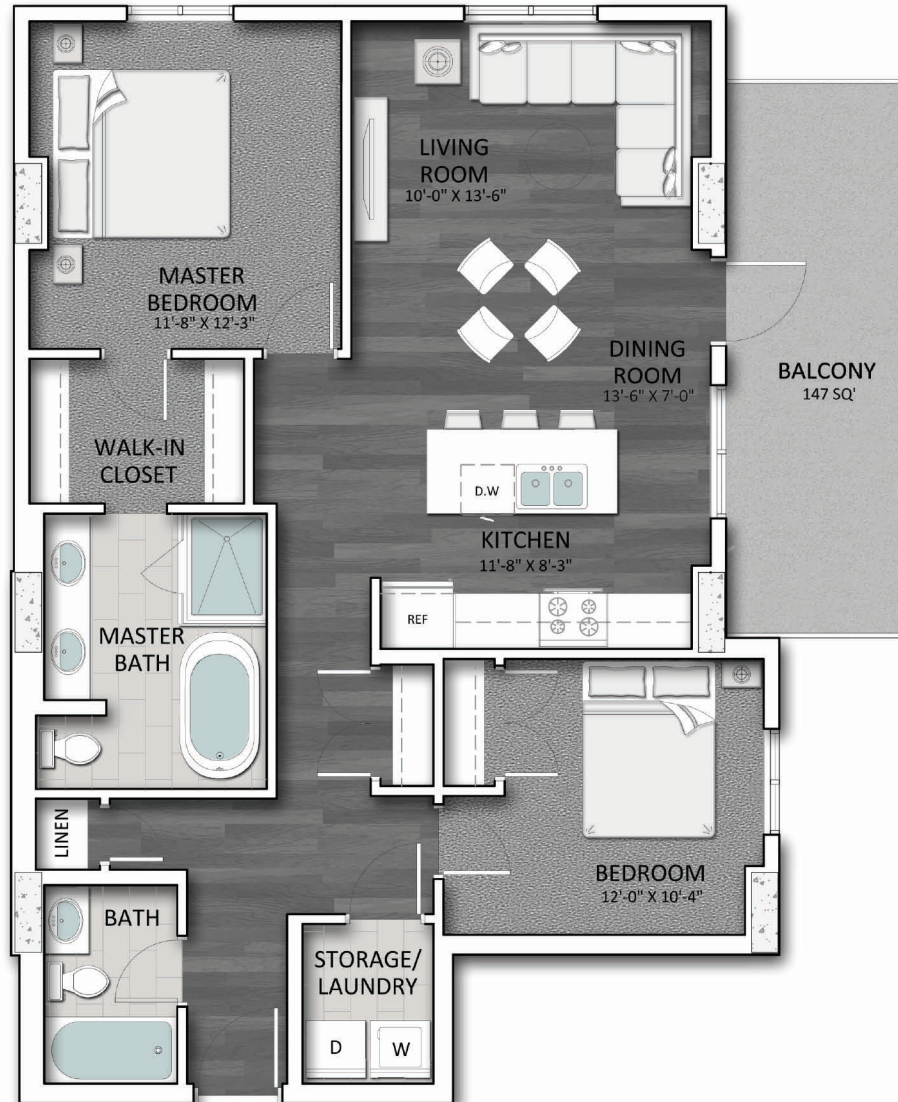 LIVING
ROOM
10'-0" X 13'-6"
MASTER
BEDROOM
11'-8" X 12'-3"
DINING
ROOM
13'-6" X 7'-0"
BALCONY
147 SQ'
WALK-IN
CLOSET
D.W
KITCHEN
11'-8" X 8'-3"
REF
MASTER
BATH
LINEN
BEDROOM
12'-0" X 10'-4"
BATH
STORAGE/
LAUNDRY
D
W